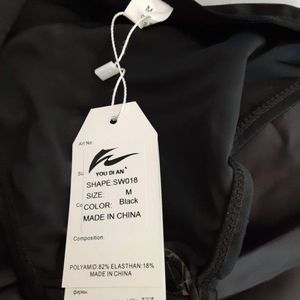 M
Art No:
YOU DI AN
SHAPE:SW018
SIZE: M
COLOR: Black
MADE IN CHINA
Composition:
POLYAMID:82% ELASTHAN:18%
MADE IN CHINA